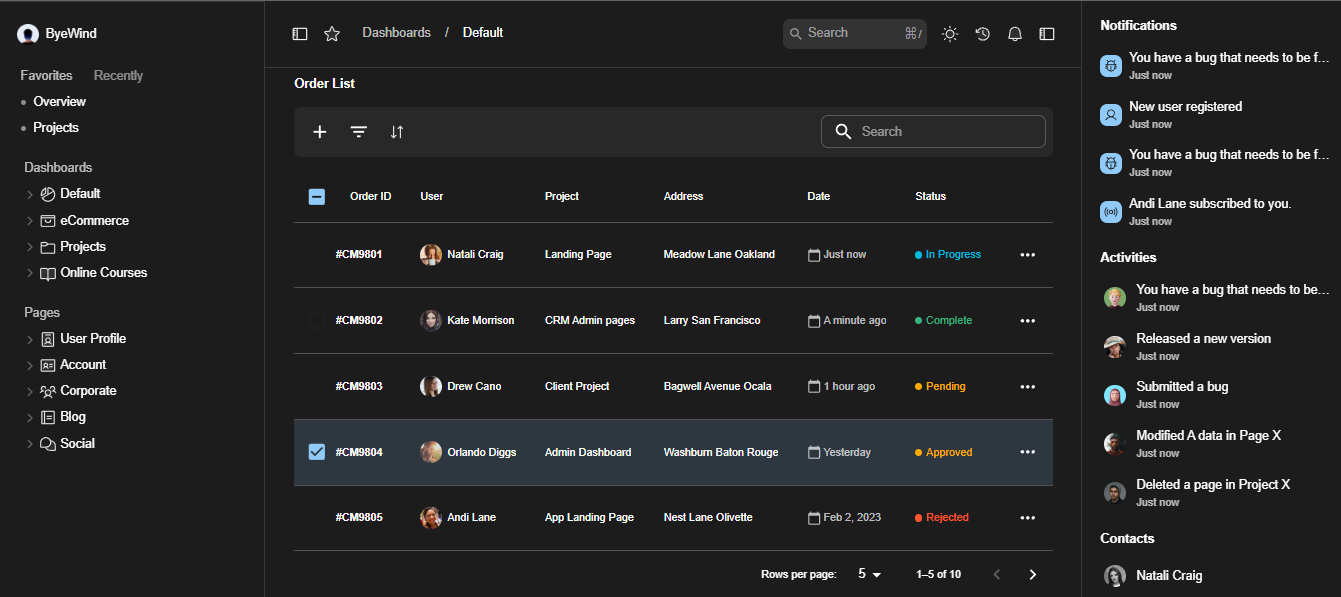 ByeWind
Favorites Recently
Overview
Projects
Dashboards
Default
eCommerce
Projects
Online Courses
Pages
User Profile
Account
Corporate
Blog
Social
Dashboards / Default
Search ⌘/
Order List
Search
Order ID User Project Address Date Status
#CM9801 Natali Craig Landing Page Meadow Lane Oakland Just now In Progress
#CM9802 Kate Morrison CRM Admin pages Larry San Francisco A minute ago Complete
#CM9803 Drew Cano Client Project Bagwell Avenue Ocala 1 hour ago Pending
#CM9804 Orlando Diggs Admin Dashboard Washburn Baton Rouge Yesterday Approved
#CM9805 Andi Lane App Landing Page Nest Lane Olivette Feb 2, 2023 Rejected
Rows per page: 5 1–5 of 10
Notifications
You have a bug that needs to be f...
Just now
New user registered
Just now
You have a bug that needs to be f...
Just now
Andi Lane subscribed to you.
Just now
Activities
You have a bug that needs to be...
Just now
Released a new version
Just now
Submitted a bug
Just now
Modified A data in Page X
Just now
Deleted a page in Project X
Just now
Contacts
Natali Craig